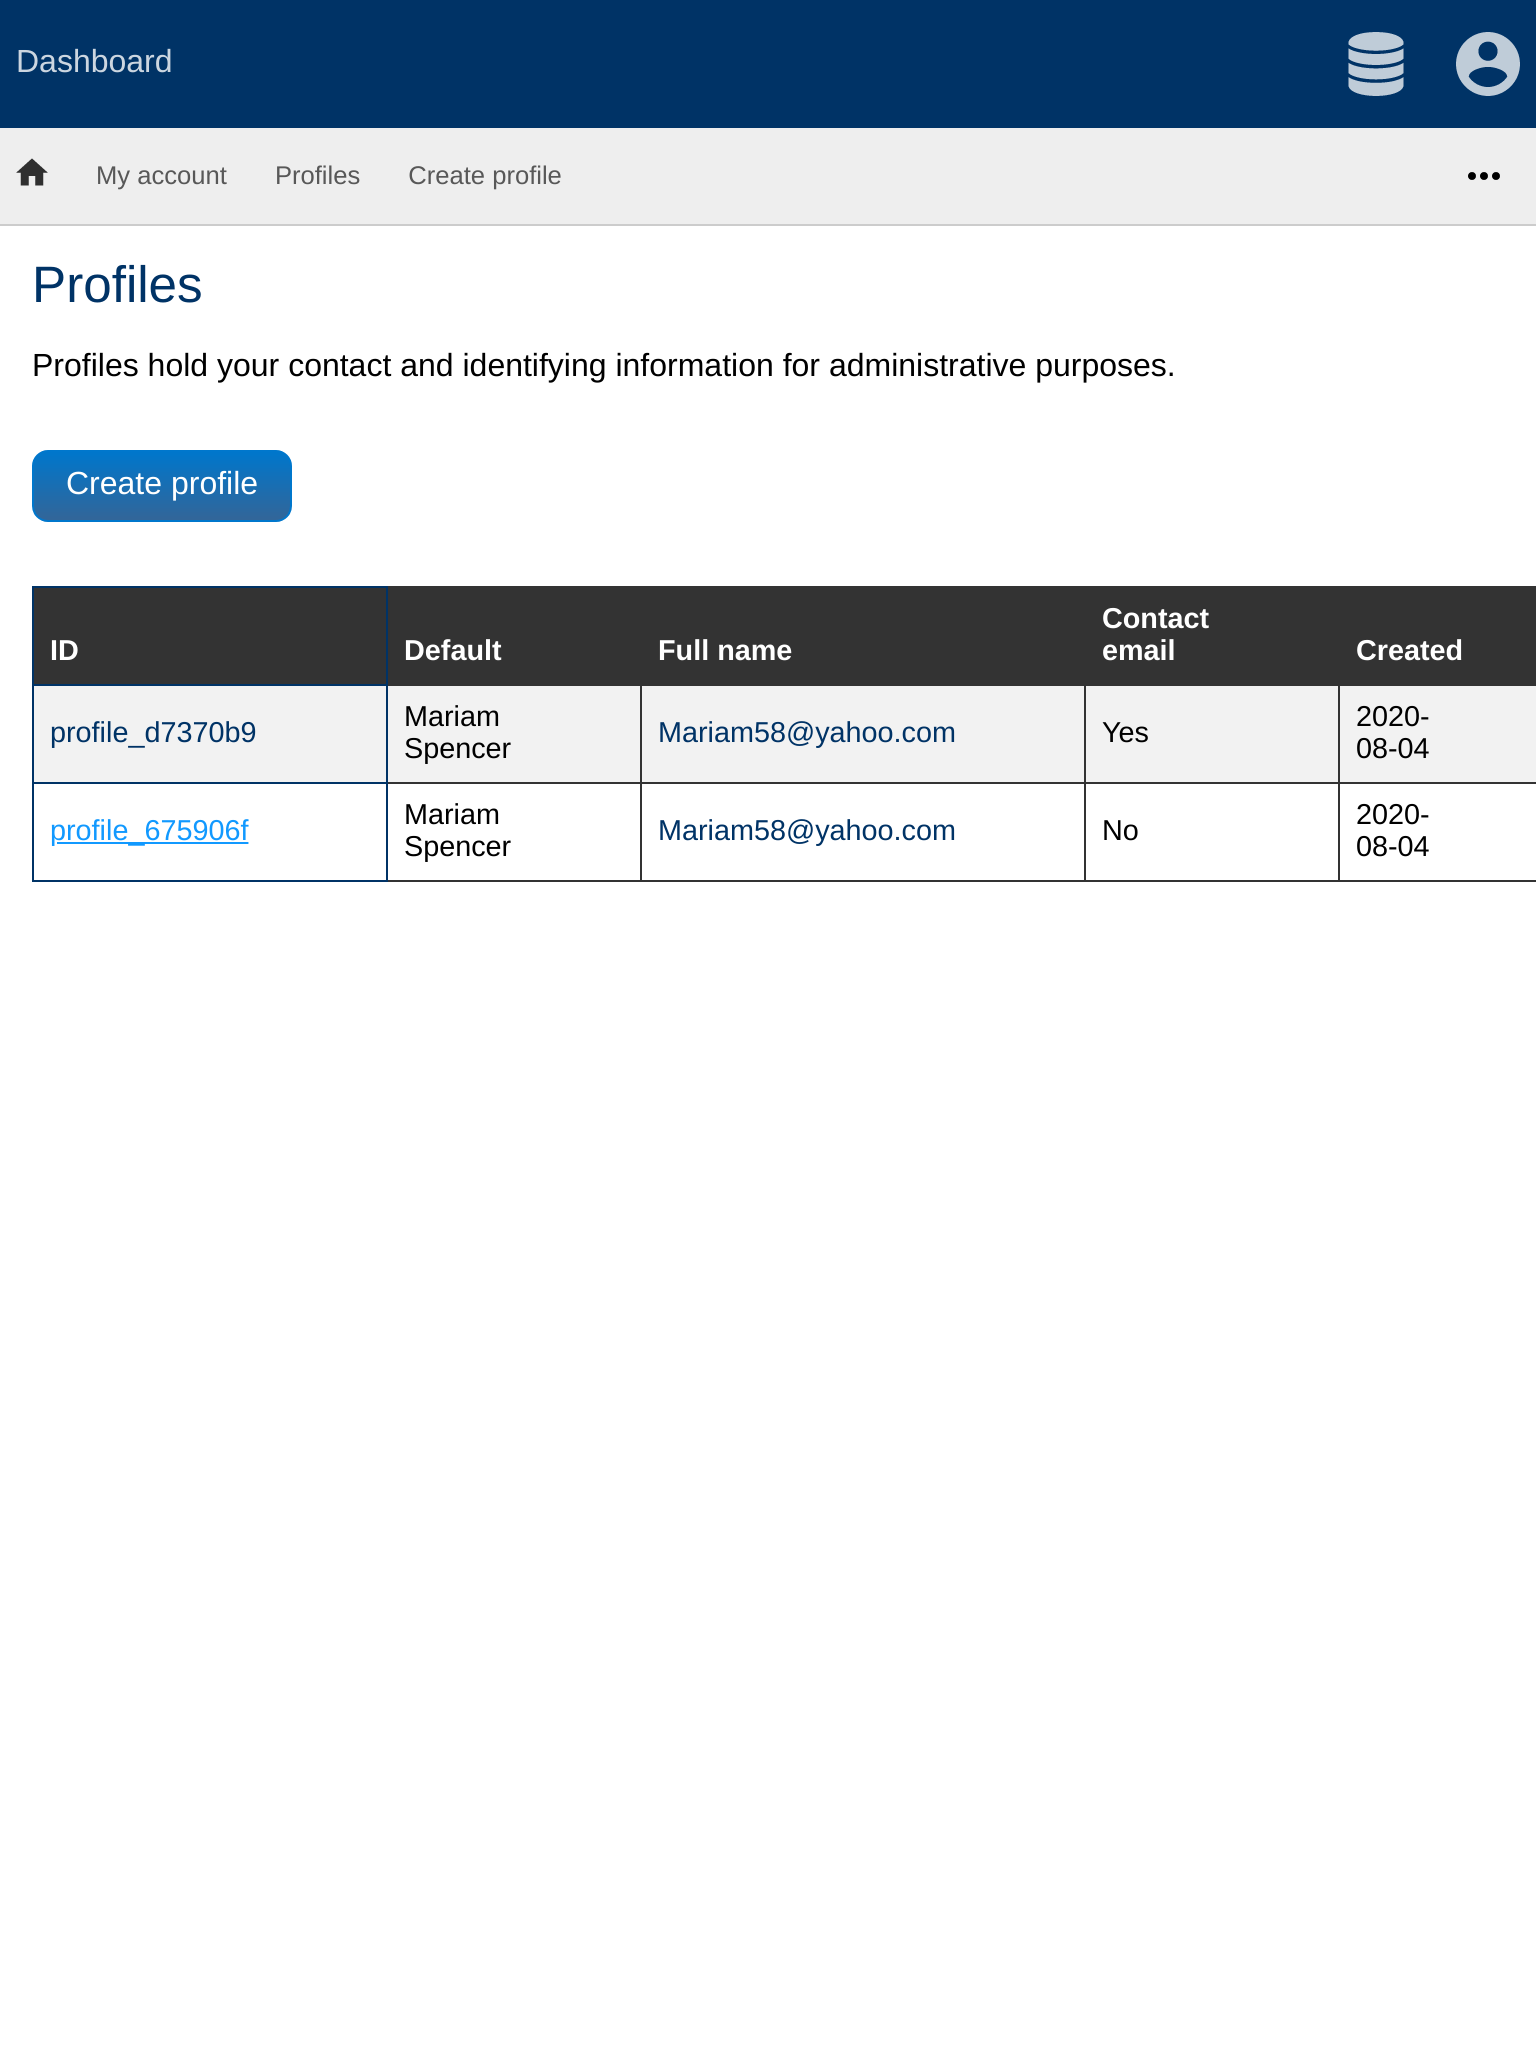 Dashboard
My account Profiles Create profile
Profiles
Profiles hold your contact and identifying information for administrative purposes.
Create profile
ID Default Full name Contact email Created
profile_d7370b9 Mariam Spencer Mariam58@yahoo.com Yes 2020-08-04
profile_675906f Mariam Spencer Mariam58@yahoo.com No 2020-08-04